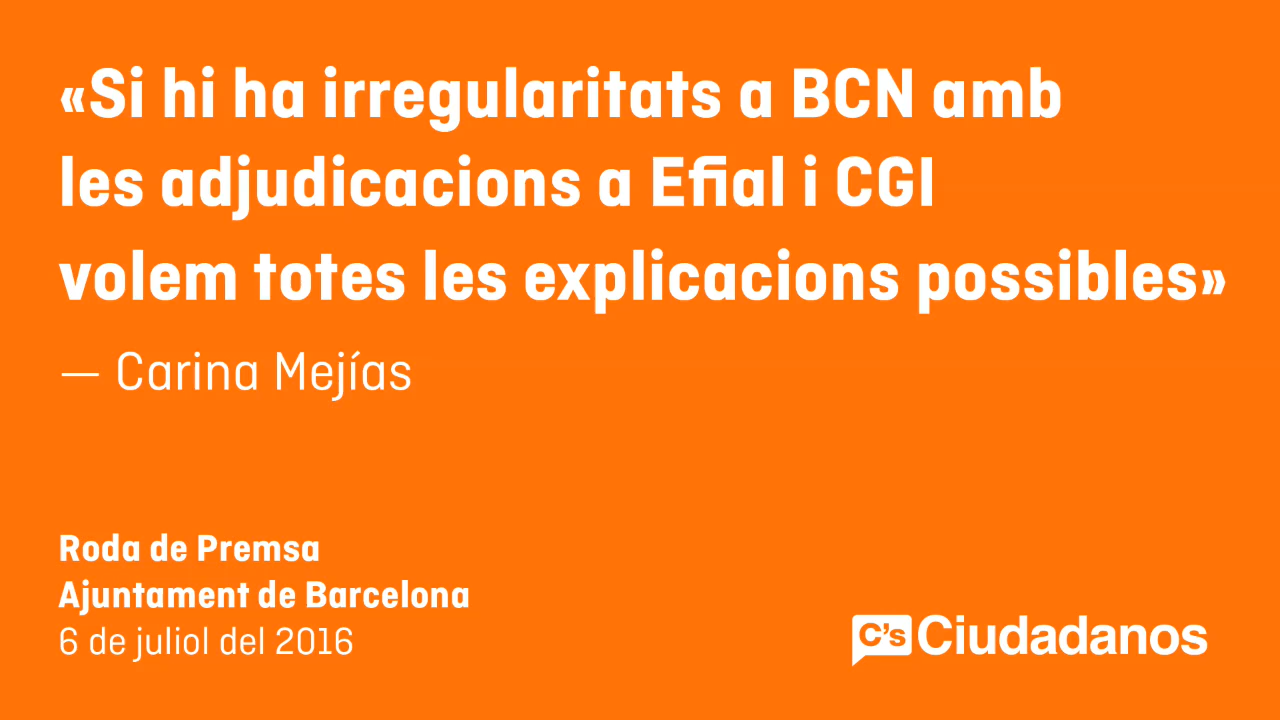 «Si hi ha irregularitats a BCN amb
les adjudicacions a Efial i CGI
volem totes les explicacions possibles»
— Carina Mejías
Roda de Premsa
Ajuntament de Barcelona
6 de juliol del 2016
C's Ciudadanos